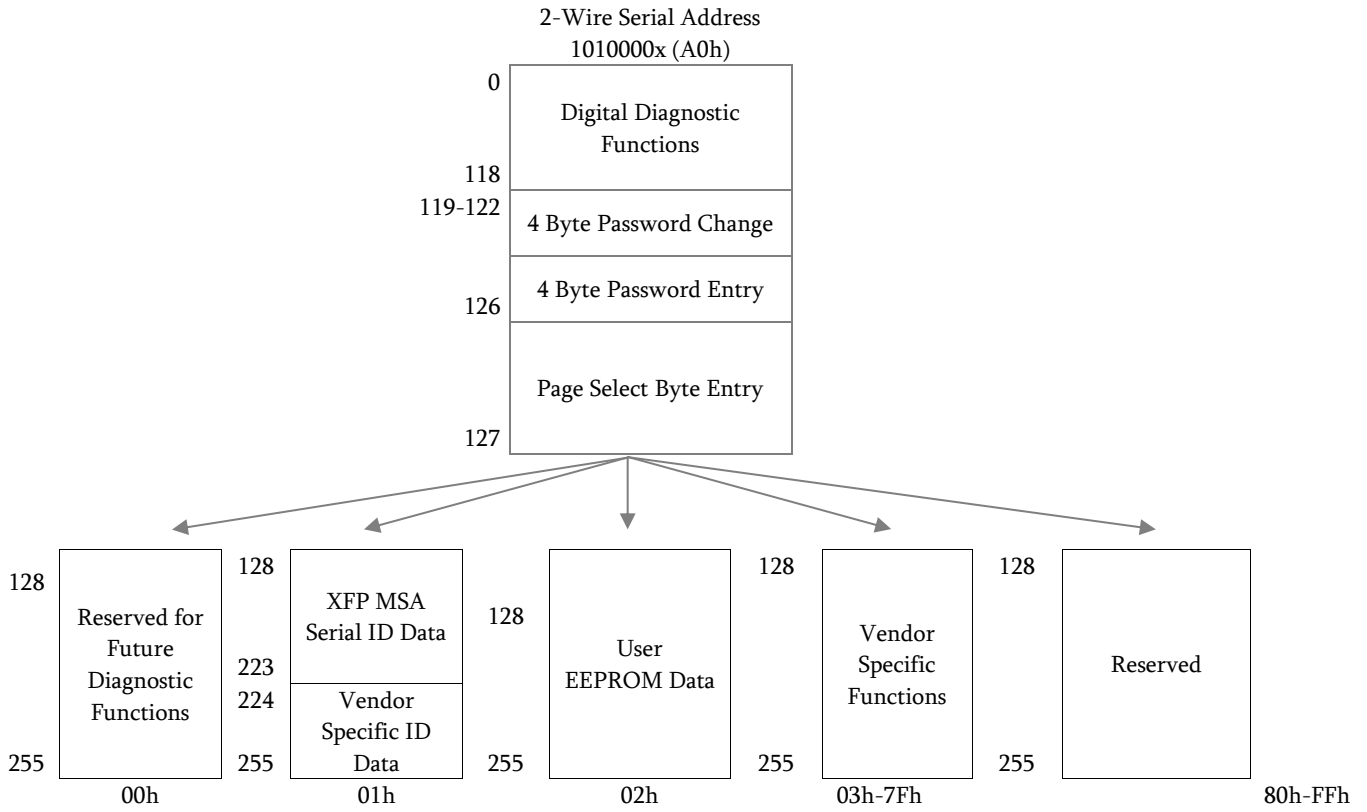 2-Wire Serial Address
1010000x (A0h)
0
Digital Diagnostic
Functions
118
119-122
4 Byte Password Change
4 Byte Password Entry
126
Page Select Byte Entry
127
128
Reserved for
Future
Diagnostic
Functions
255
00h
128
XFP MSA
Serial ID Data
223
224
Vendor
Specific ID
Data
255
01h
128
User
EEPROM Data
255
02h
128
Vendor
Specific
Functions
255
03h-7Fh
128
Reserved
255
80h-FFh